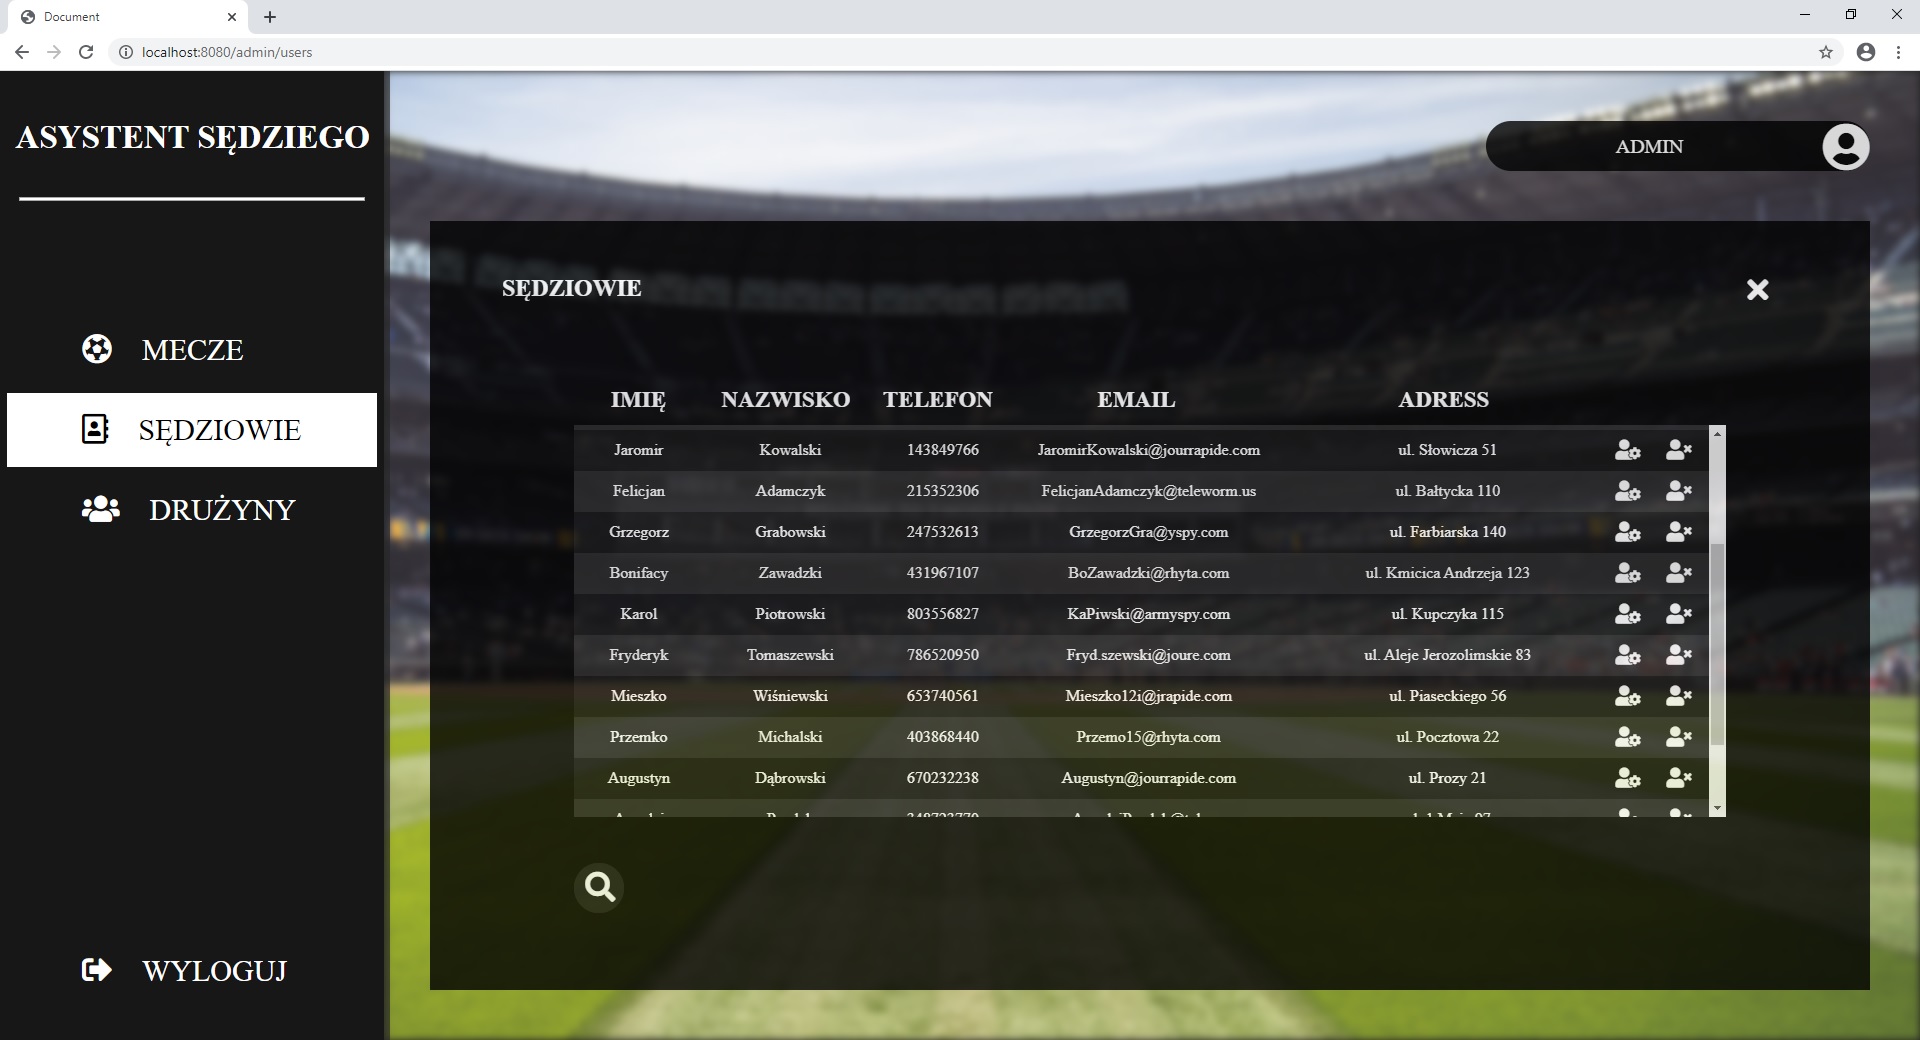 Document
localhost:8080/admin/users
ASYSTENT SĘDZIEGO
MECZE
SĘDZIOWIE
DRUŻYNY
WYLOGUJ
ADMIN
SĘDZIOWIE
IMIĘ NAZWISKO TELEFON EMAIL ADRESS
Jaromir Kowalski 143849766 JaromirKowalski@jourrapide.com ul. Słowicza 51
Felicjan Adamczyk 215352306 FelicjanAdamczyk@teleworm.us ul. Bałtycka 110
Grzegorz Grabowski 247532613 GrzegorzGra@yspy.com ul. Farbiarska 140
Bonifacy Zawadzki 431967107 BoZawadzki@rhyta.com ul. Kmicica Andrzeja 123
Karol Piotrowski 803556827 KaPiwski@armyspy.com ul. Kupczyka 115
Fryderyk Tomaszewski 786520950 Fryd.szewski@joure.com ul. Aleje Jerozolimskie 83
Mieszko Wiśniewski 653740561 Mieszko12i@jrapide.com ul. Piaseckiego 56
Przemko Michalski 403868440 Przemo15@rhyta.com ul. Pocztowa 22
Augustyn Dąbrowski 670232238 Augustyn@jourrapide.com ul. Prozy 21